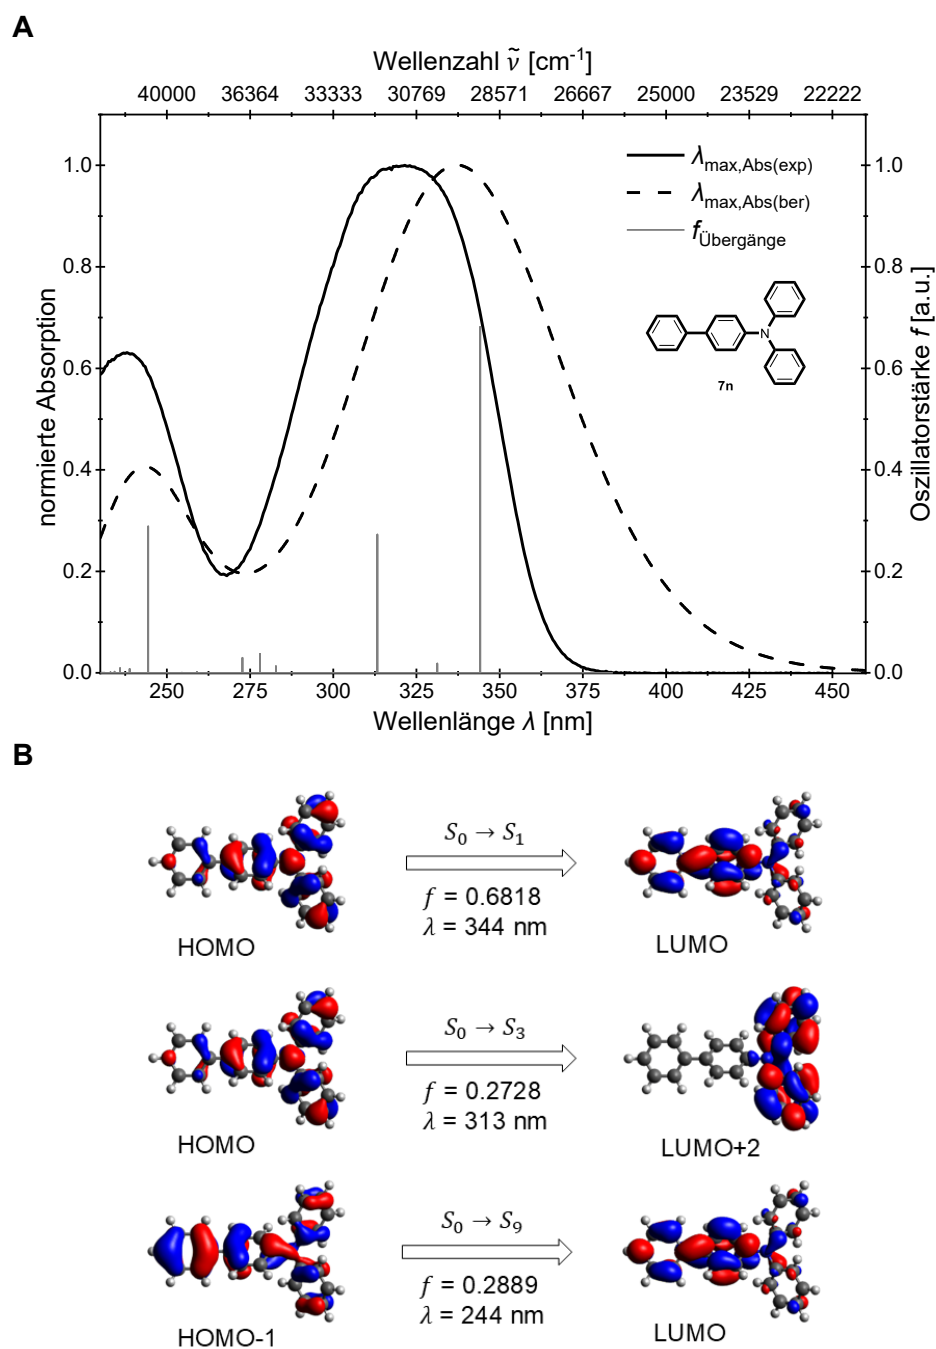 A
Wellenzahl ṽ [cm-1]
40000 36364 33333 30769 28571 26667 25000 23529 22222
normierte Absorption
Oszillatorstärke f [a.u.]
1.0 1.0
0.8 0.8
0.6 0.6
0.4 0.4
0.2 0.2
0.0 0.0
λmax,Abs(exp)
λmax,Abs(ber)
fÜbergänge
N
7n
250 275 300 325 350 375 400 425 450
Wellenlänge λ [nm]
B
S0 → S1
f = 0.6818
λ = 344 nm
HOMO LUMO
S0 → S3
f = 0.2728
λ = 313 nm
HOMO LUMO+2
S0 → S9
f = 0.2889
λ = 244 nm
HOMO-1 LUMO